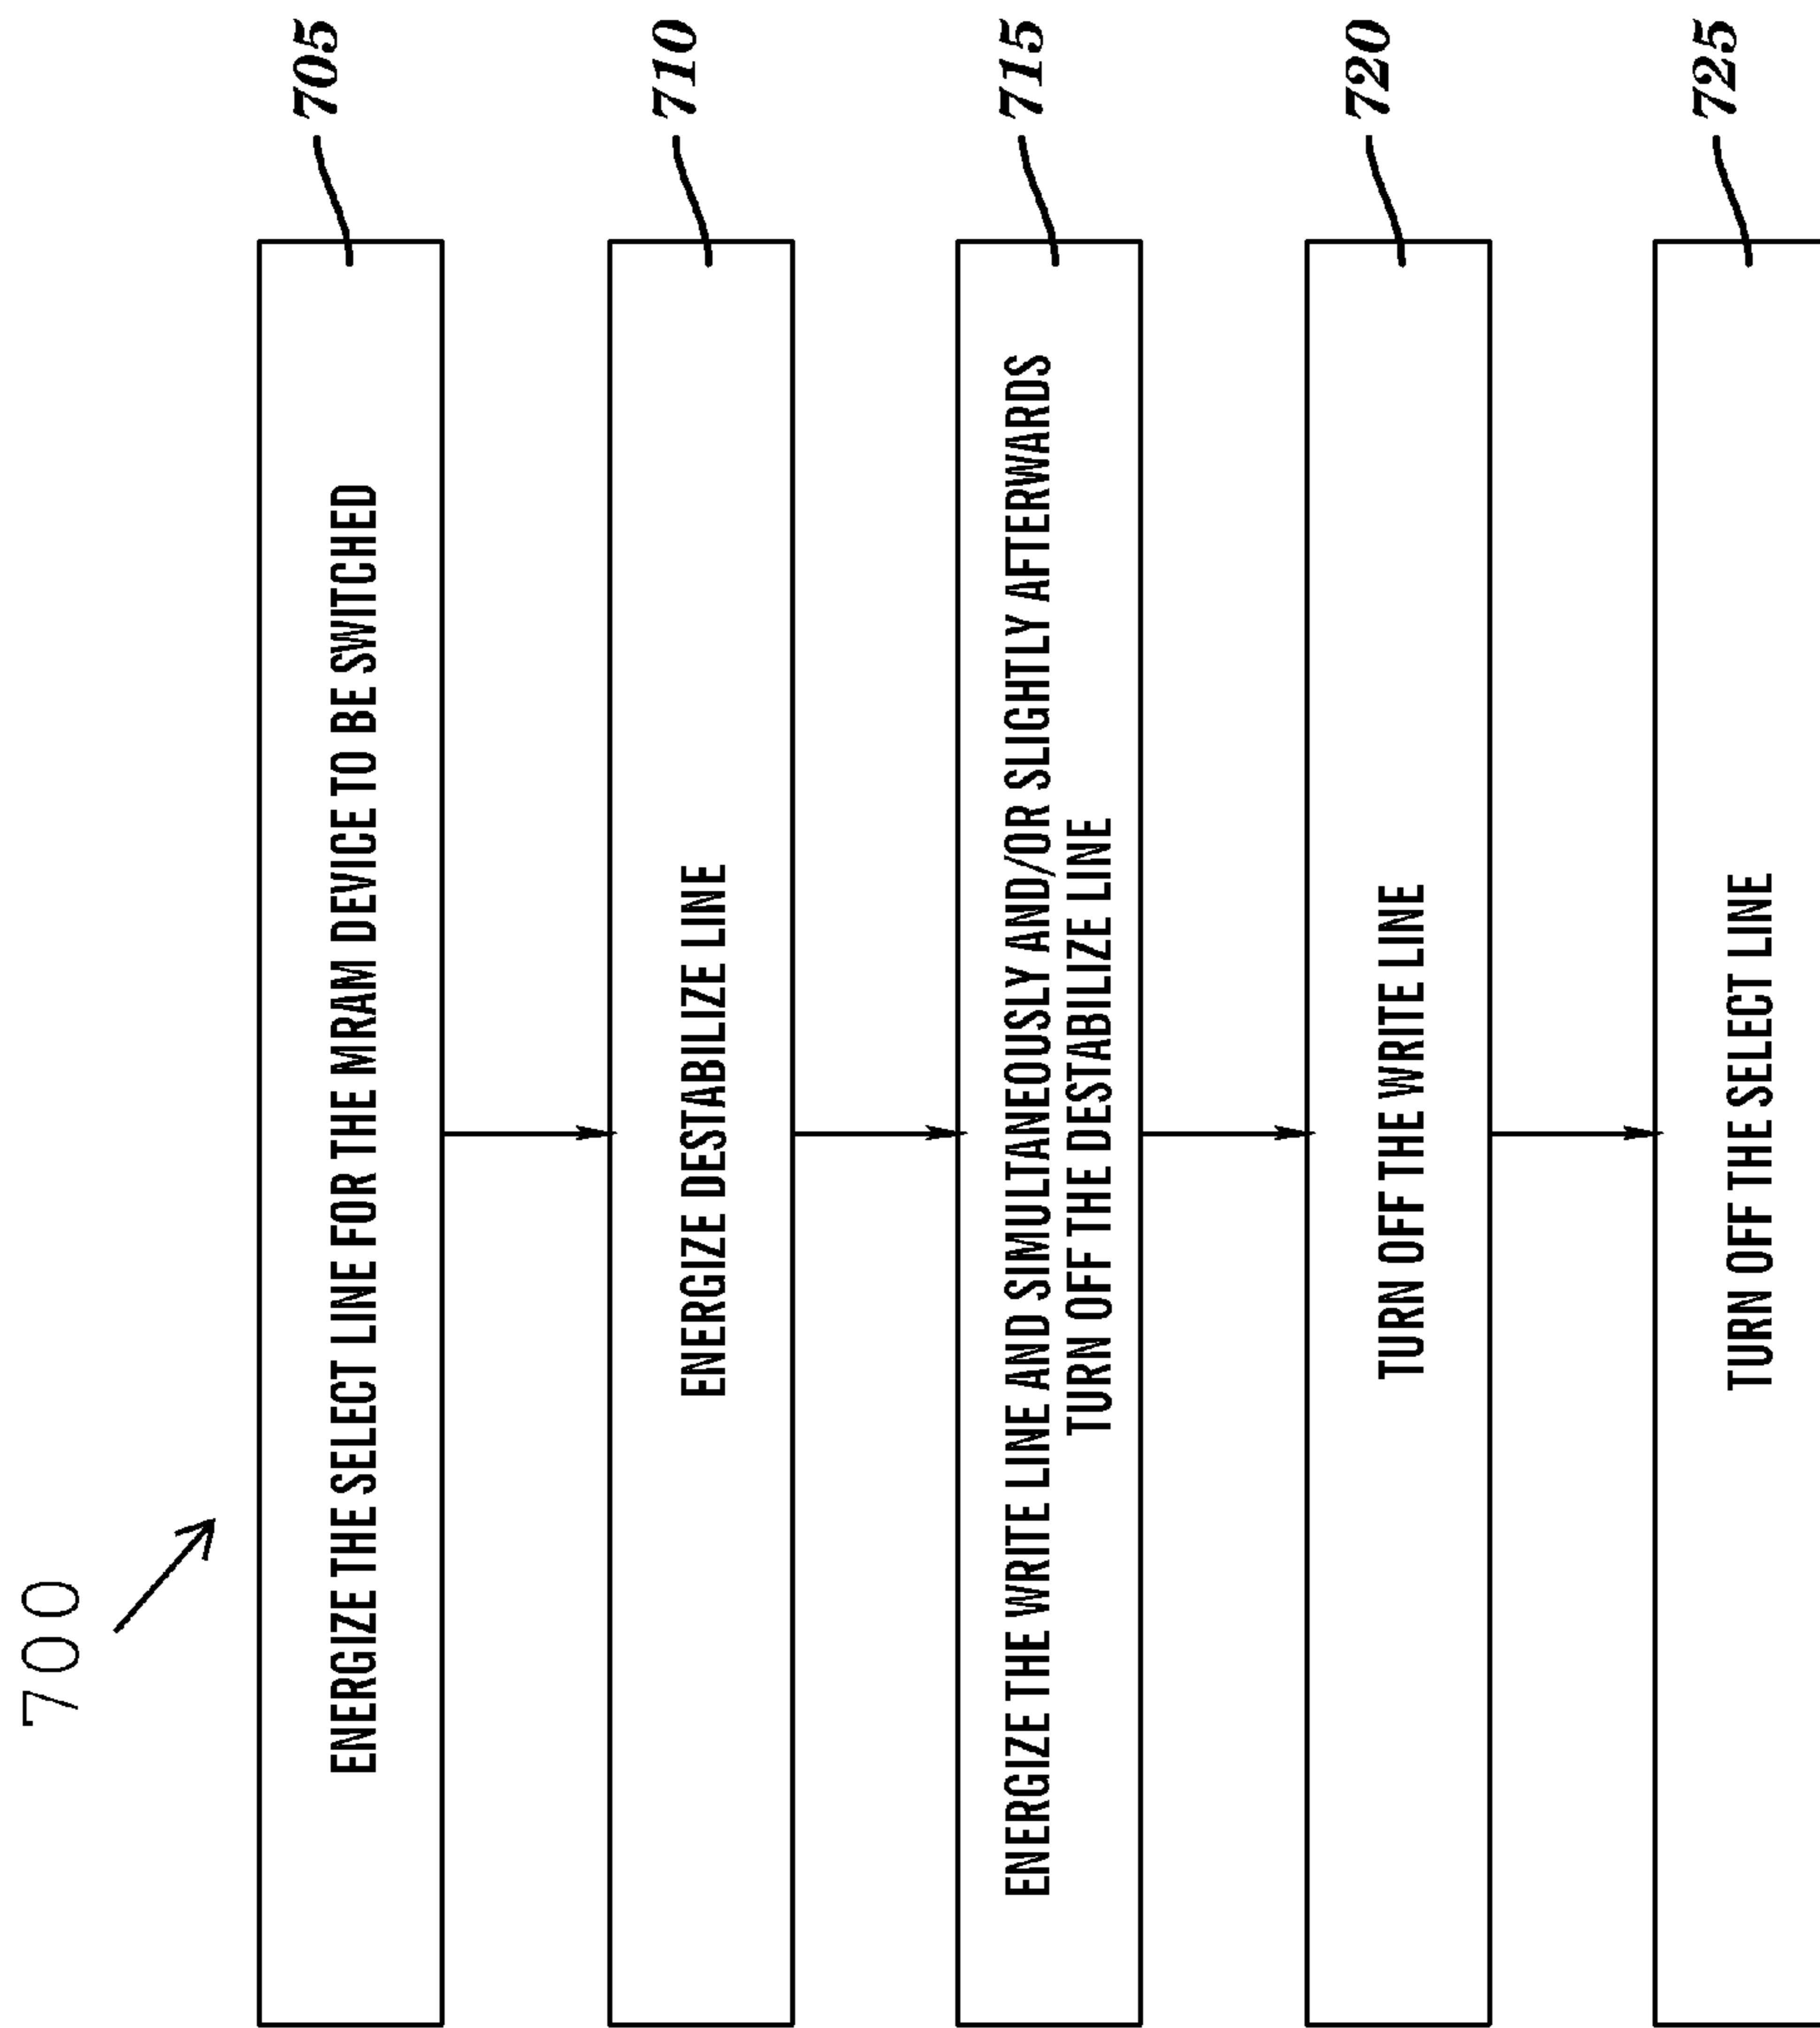 700
ENERGIZE THE SELECT LINE FOR THE MRAM DEVICE TO BE SWITCHED
705
ENERGIZE DESTABILIZE LINE
710
ENERGIZE THE WRITE LINE AND SIMULTANEOUSLY AND/OR SLIGHTLY AFTERWARDS
TURN OFF THE DESTABILIZE LINE
715
TURN OFF THE WRITE LINE
720
TURN OFF THE SELECT LINE
725